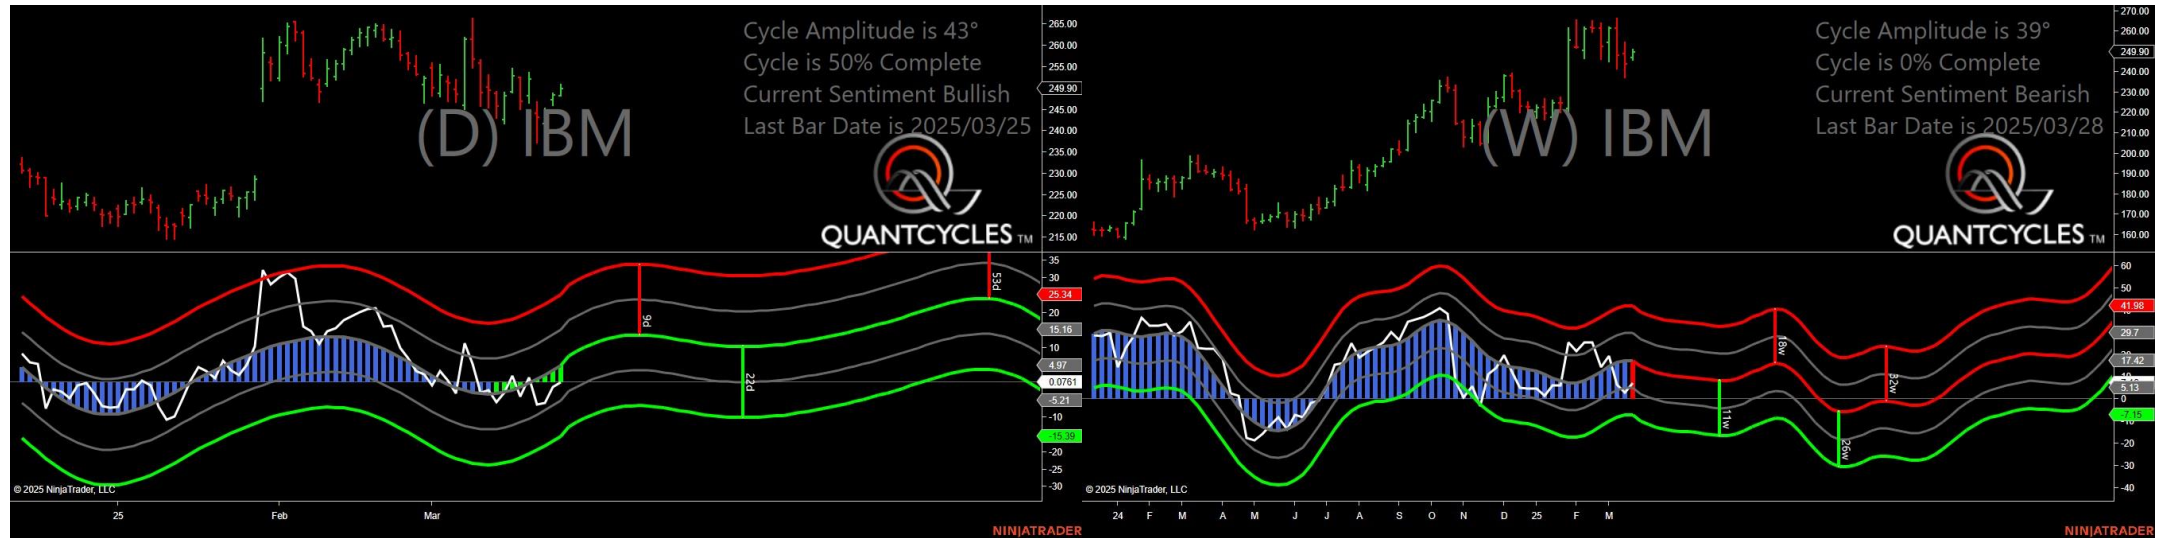 Cycle Amplitude is 43°
Cycle is 50% Complete
Current Sentiment Bullish
Last Bar Date is 2025/03/25
(D) IBM
QUANTCYCLES TM
265.00
260.00
255.00
249.90
245.00
240.00
235.00
230.00
225.00
220.00
215.00
35
30
25.34
20
15.16
10
4.97
0.0761
-5.21
-10
-15.39
-20
-25
-30
9d
22d
53d
© 2025 NinjaTrader, LLC
25
Feb
Mar
NINJATRADER
Cycle Amplitude is 39°
Cycle is 0% Complete
Current Sentiment Bearish
Last Bar Date is 2025/03/28
(W) IBM
QUANTCYCLES TM
270.00
260.00
249.90
240.00
230.00
220.00
210.00
200.00
190.00
180.00
170.00
160.00
60
50
41.98
29.7
17.42
5.13
0
-7.15
-20
-30
-40
11w
18w
26w
32w
© 2025 NinjaTrader, LLC
24 F M A M J J A S O N D 25 F M
NINJATRADER